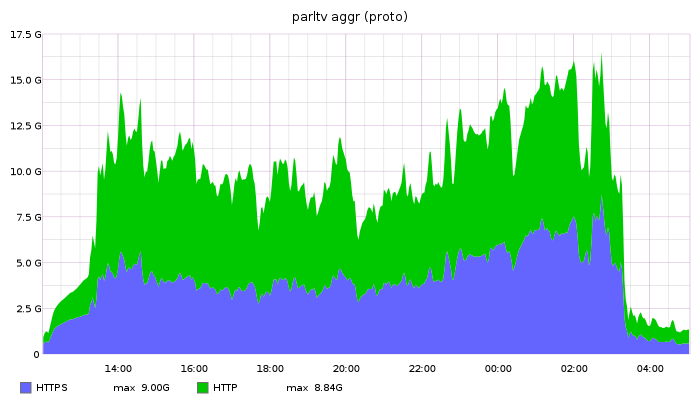 parltv aggr (proto)
17.5 G
15.0 G
12.5 G
10.0 G
7.5 G
5.0 G
2.5 G
0
14:00 16:00 18:00 20:00 22:00 00:00 02:00 04:00
HTTPS max 9.00G HTTP max 8.84G